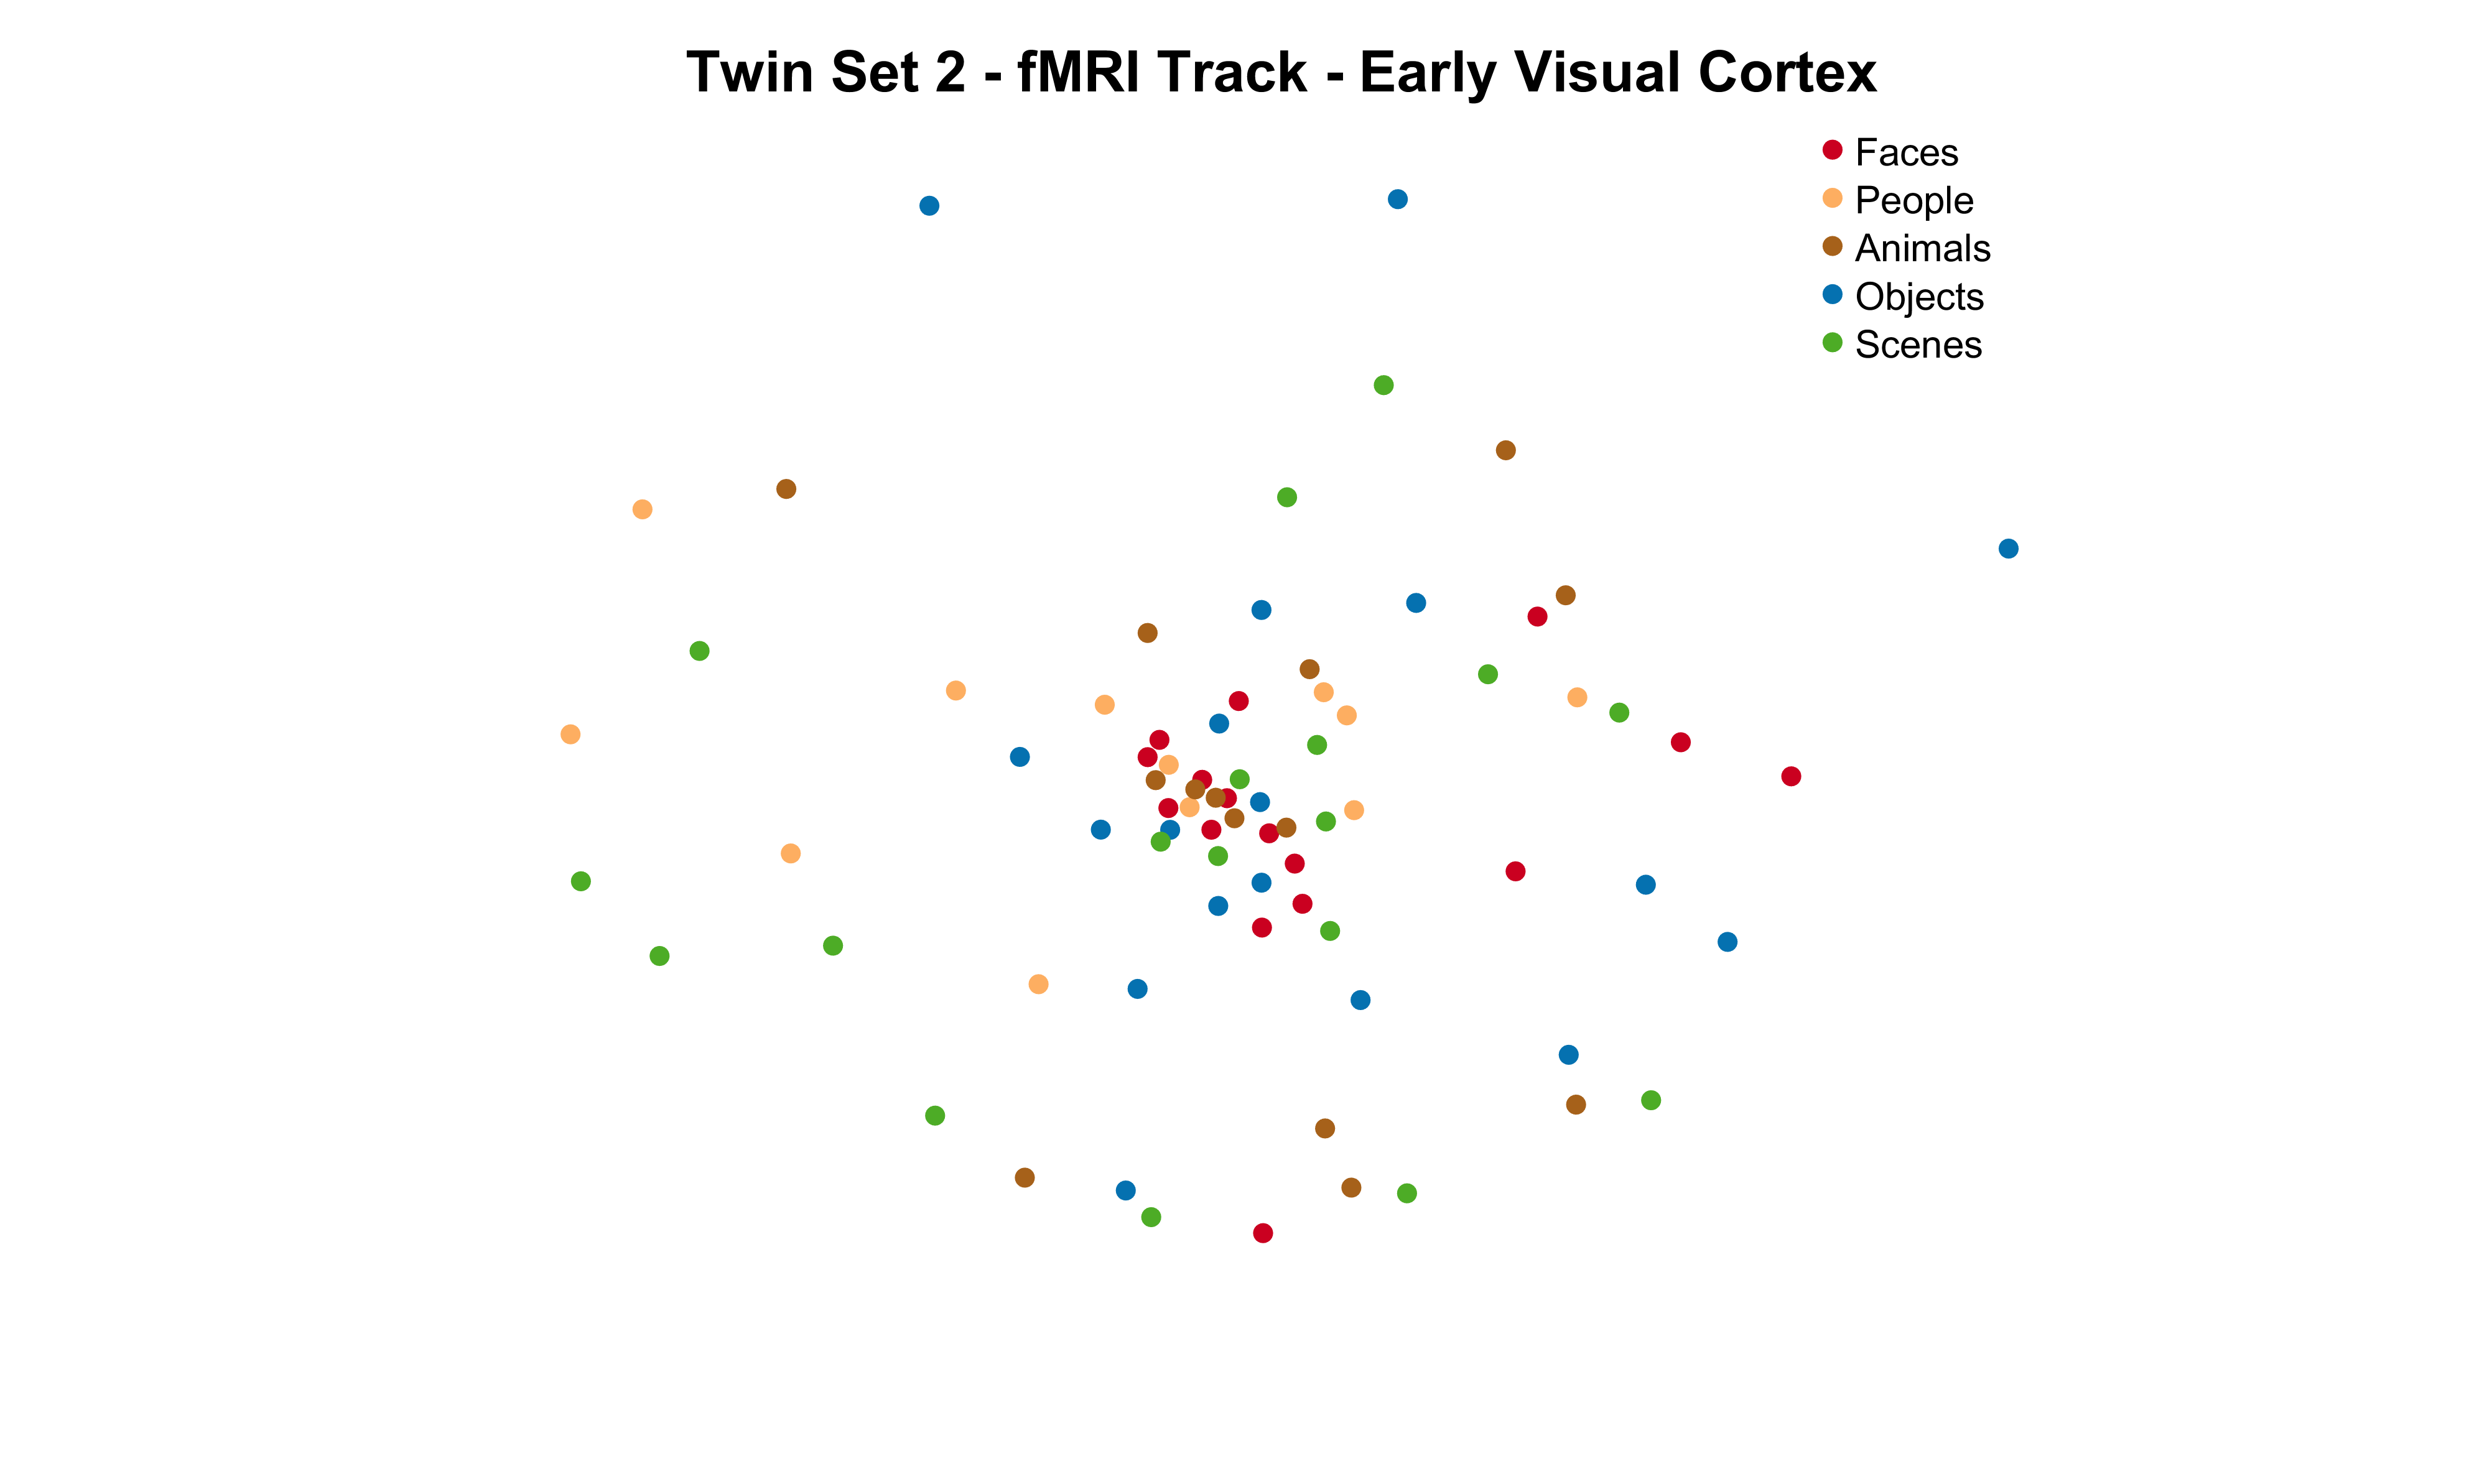 Twin Set 2 - fMRI Track - Early Visual Cortex
Faces
People
Animals
Objects
Scenes